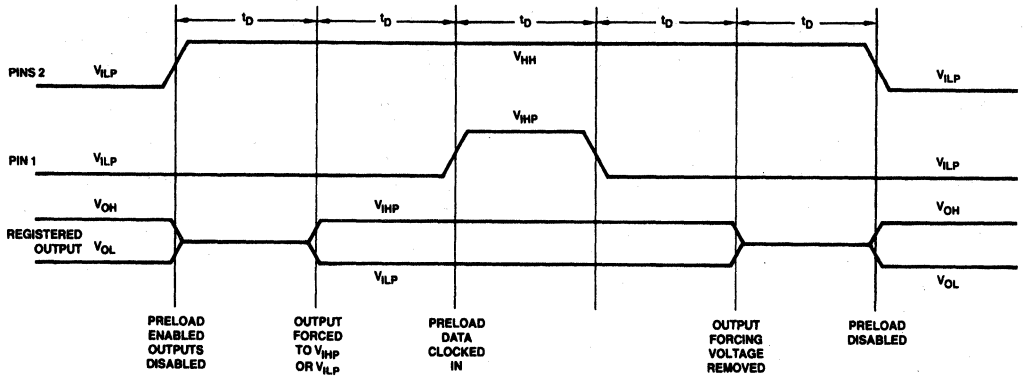 tD tD tD tD tD
PINS 2 VILP VHH VILP
PIN 1 VILP VIHP VILP
REGISTERED
OUTPUT
VOH VIHP VOH
VOL VILP VOL
PRELOAD
ENABLED
OUTPUTS
DISABLED
OUTPUT
FORCED
TO VIHP
OR VILP
PRELOAD
DATA
CLOCKED
IN
OUTPUT
FORCING
VOLTAGE
REMOVED
PRELOAD
DISABLED